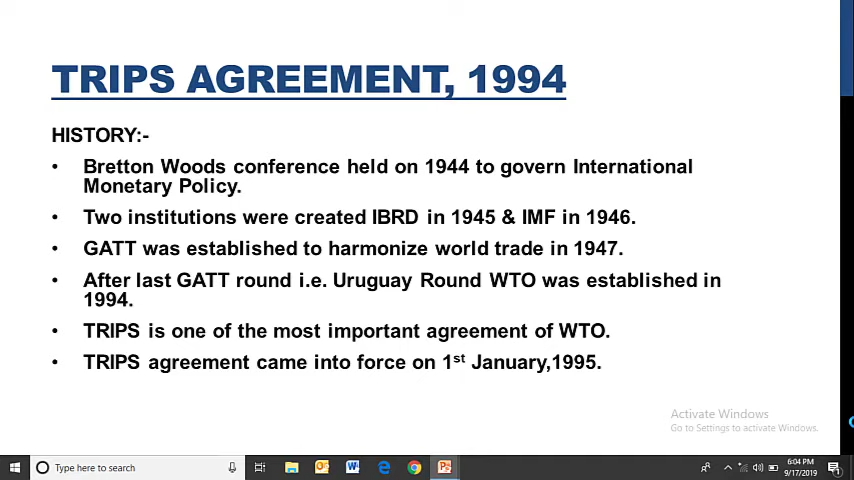 TRIPS AGREEMENT, 1994
HISTORY:-
• Bretton Woods conference held on 1944 to govern International
Monetary Policy.
• Two institutions were created IBRD in 1945 & IMF in 1946.
• GATT was established to harmonize world trade in 1947.
• After last GATT round i.e. Uruguay Round WTO was established in
1994.
• TRIPS is one of the most important agreement of WTO.
• TRIPS agreement came into force on 1st January,1995.
Activate Windows
Go to Settings to activate Windows.
Type here to search
6:04 PM
9/17/2019